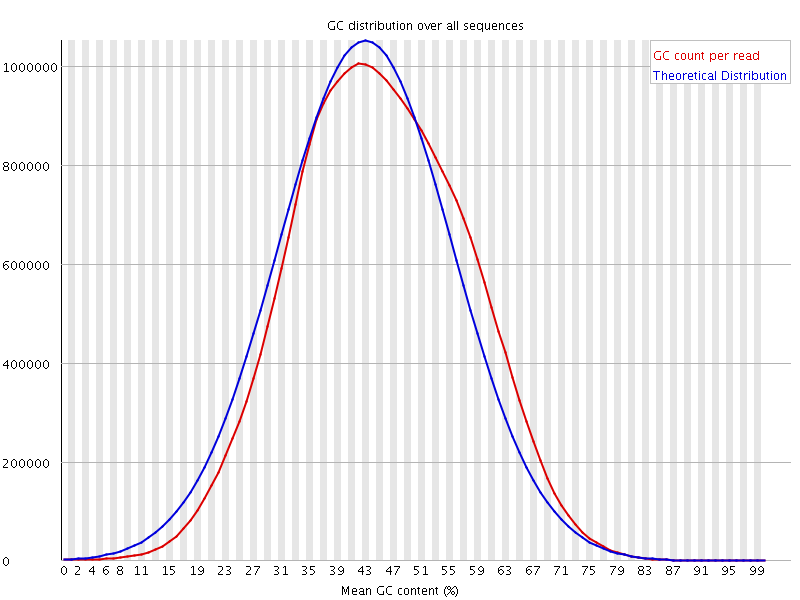 GC distribution over all sequences
GC count per read
Theoretical Distribution
1000000
800000
600000
400000
200000
0
0 2 4 6 8 11 15 19 23 27 31 35 39 43 47 51 55 59 63 67 71 75 79 83 87 91 95 99
Mean GC content (%)